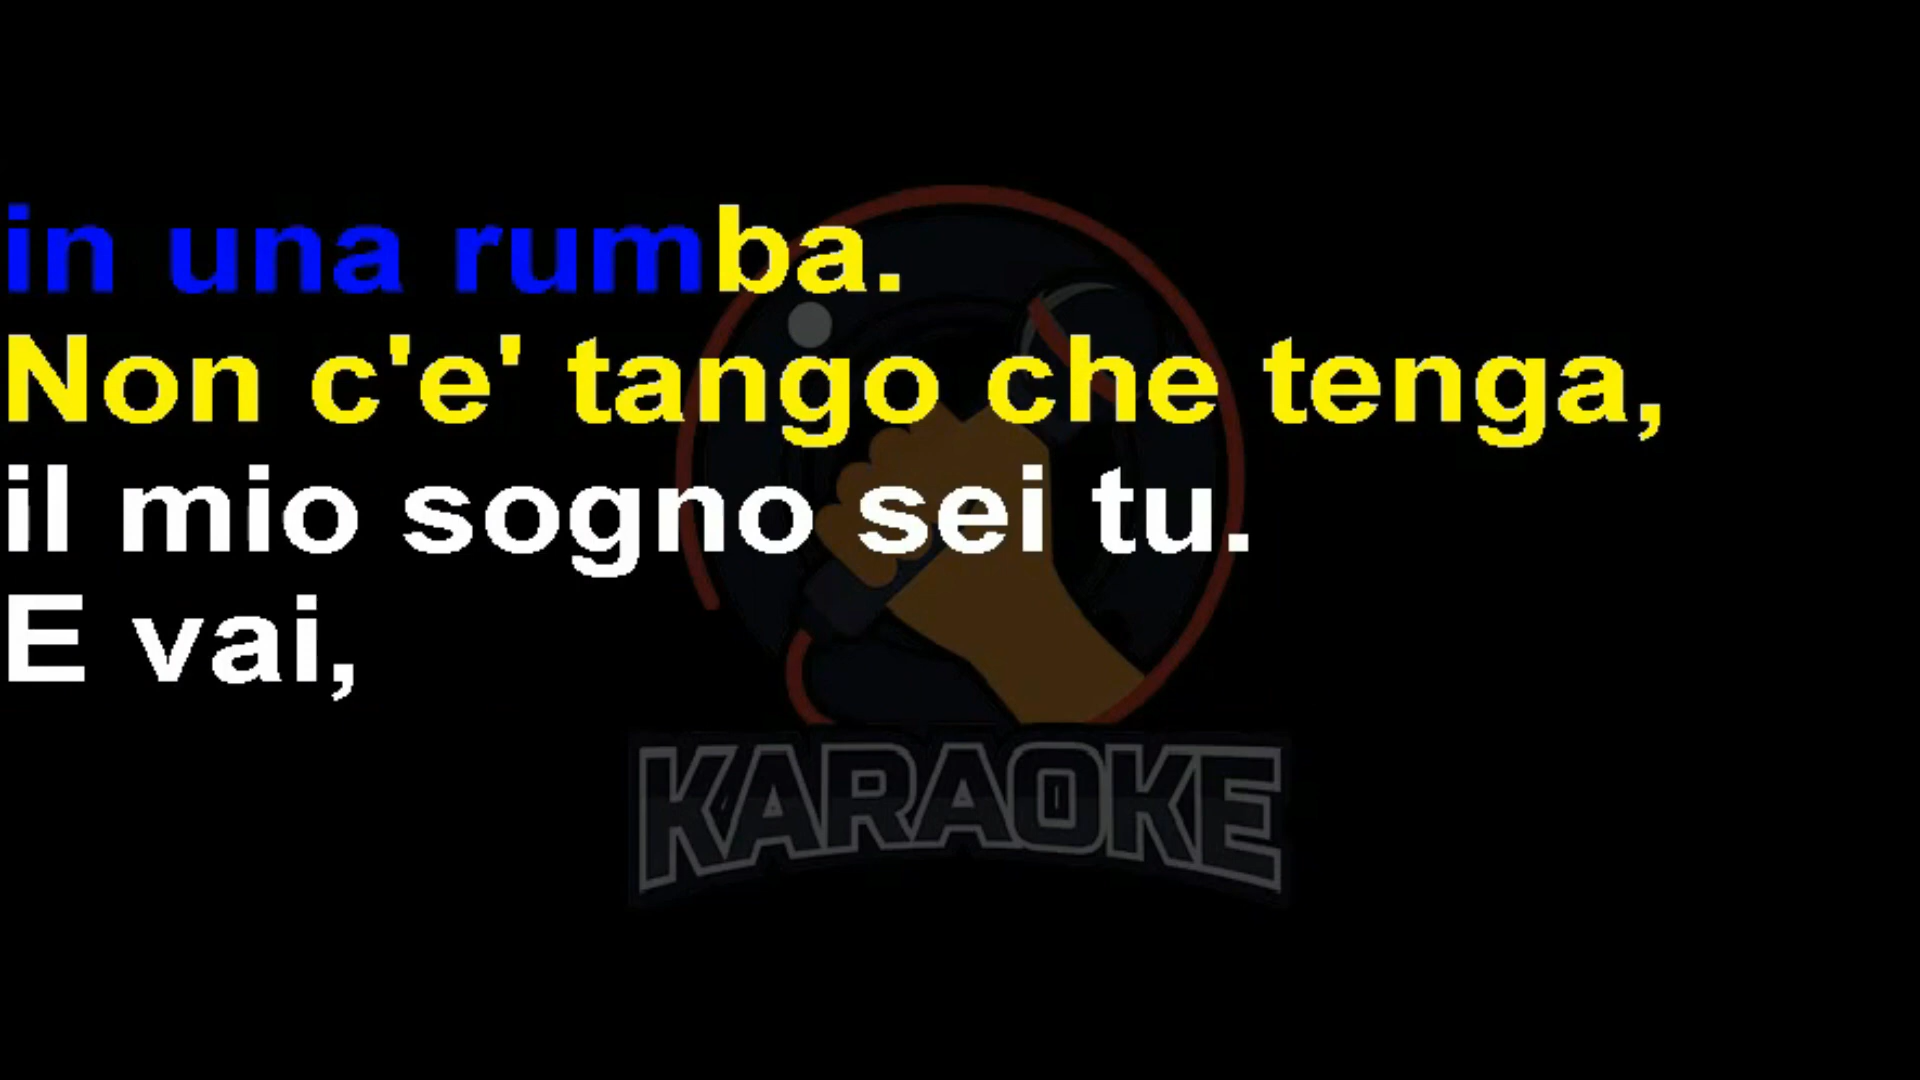 in una rumba.
Non c'e' tango che tenga,
il mio sogno sei tu.
E vai,
KARAOKE